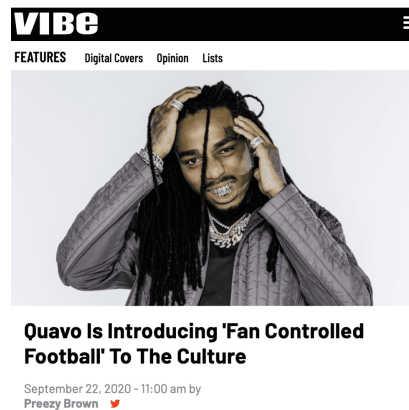 VIBE
FEATURES Digital Covers Opinion Lists
Quavo Is Introducing 'Fan Controlled
Football' To The Culture
September 22, 2020 - 11:00 am by
Preezy Brown